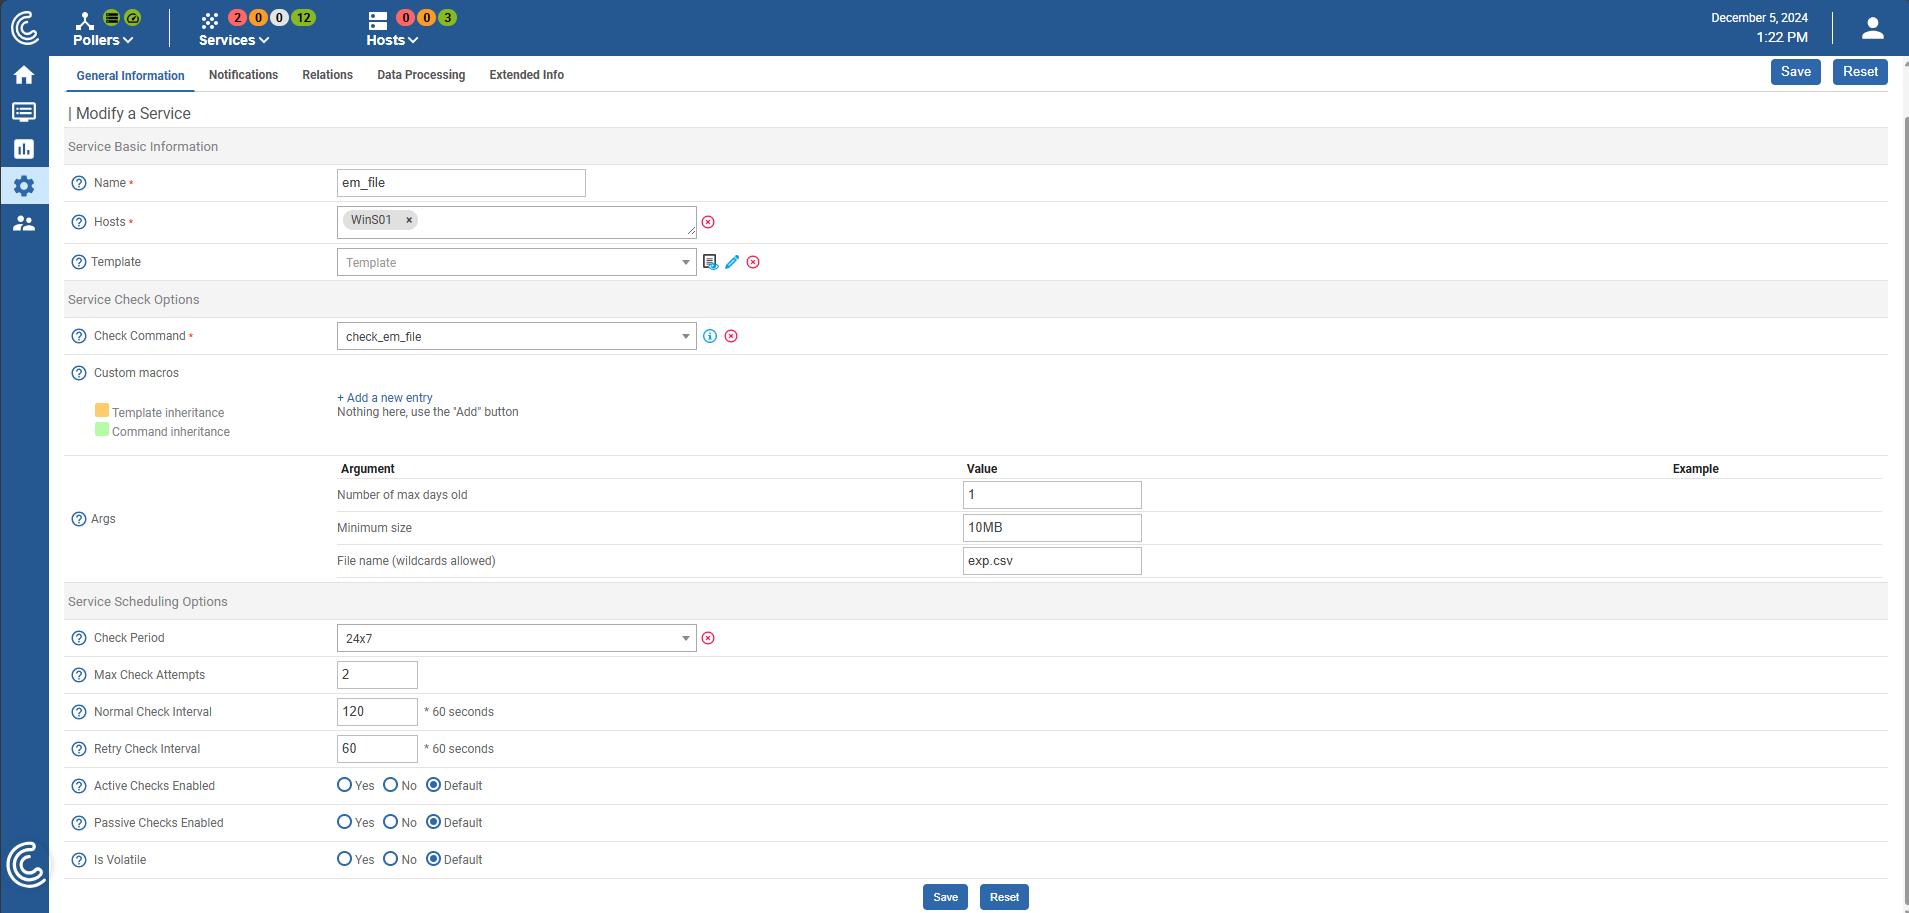 2 0 0 12 0 0 3 December 5, 2024
Pollers Services Hosts 1:22 PM
General Information Notifications Relations Data Processing Extended Info Save Reset
| Modify a Service
Service Basic Information
Name * em_file
Hosts * WinS01 ×
Template Template
Service Check Options
Check Command * check_em_file
Custom macros
+ Add a new entry
Nothing here, use the "Add" button
Template inheritance
Command inheritance
Argument Value Example
Number of max days old 1
Args
Minimum size 10MB
File name (wildcards allowed) exp.csv
Service Scheduling Options
Check Period 24x7
Max Check Attempts 2
Normal Check Interval 120 * 60 seconds
Retry Check Interval 60 * 60 seconds
Active Checks Enabled Yes No Default
Passive Checks Enabled Yes No Default
Is Volatile Yes No Default
Save Reset